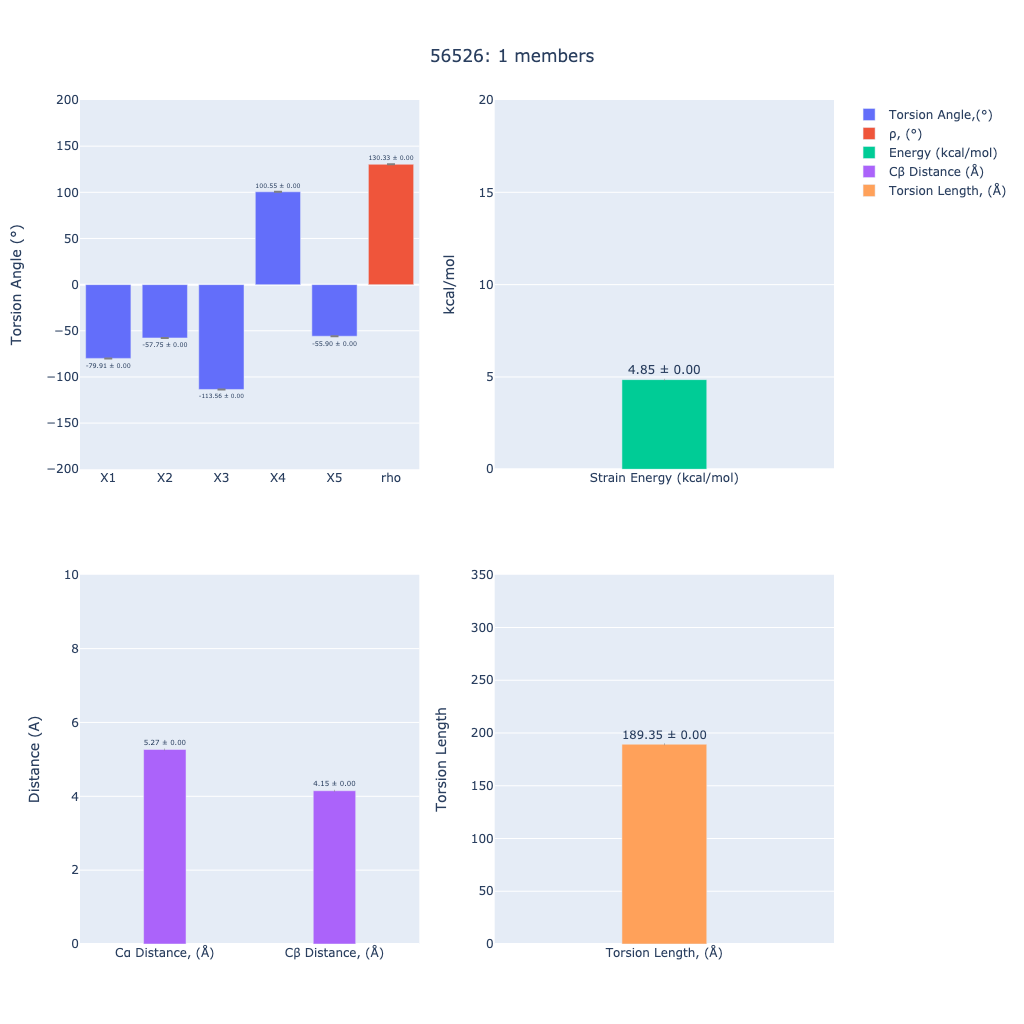 56526: 1 members
200
150
100
50
0
−50
−100
−150
−200
Torsion Angle (°)
-79.91 ± 0.00
-57.75 ± 0.00
-113.56 ± 0.00
100.55 ± 0.00
-55.90 ± 0.00
130.33 ± 0.00
X1
X2
X3
X4
X5
rho
20
15
10
5
0
kcal/mol
4.85 ± 0.00
Strain Energy (kcal/mol)
Torsion Angle,(°)
ρ, (°)
Energy (kcal/mol)
Cβ Distance (Å)
Torsion Length, (Å)
10
8
6
4
2
0
Distance (A)
5.27 ± 0.00
4.15 ± 0.00
Cα Distance, (Å)
Cβ Distance, (Å)
350
300
250
200
150
100
50
0
Torsion Length
189.35 ± 0.00
Torsion Length, (Å)